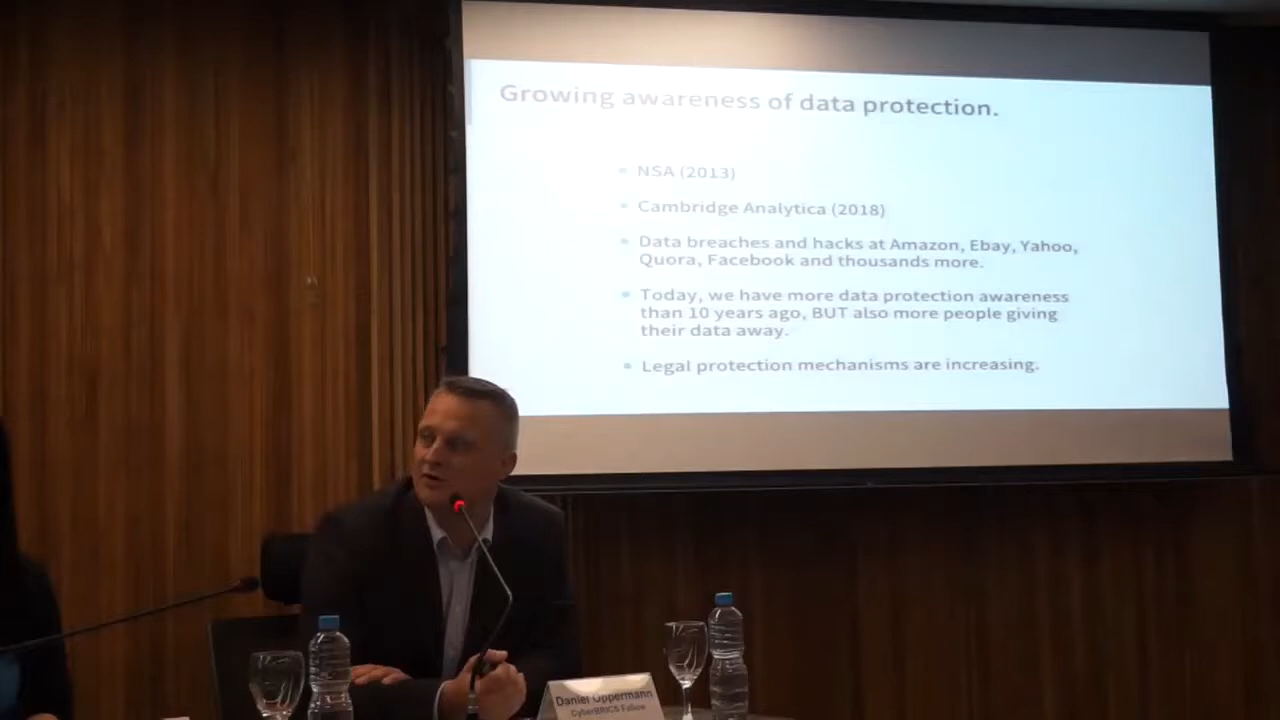 Growing awareness of data protection.
NSA (2013)
Cambridge Analytica (2018)
Data breaches and hacks at Amazon, Ebay, Yahoo,
Quora, Facebook and thousands more.
Today, we have more data protection awareness
than 10 years ago, BUT also more people giving
their data away.
Legal protection mechanisms are increasing.
Daniel Oppermann
CyberBRICS Fellow